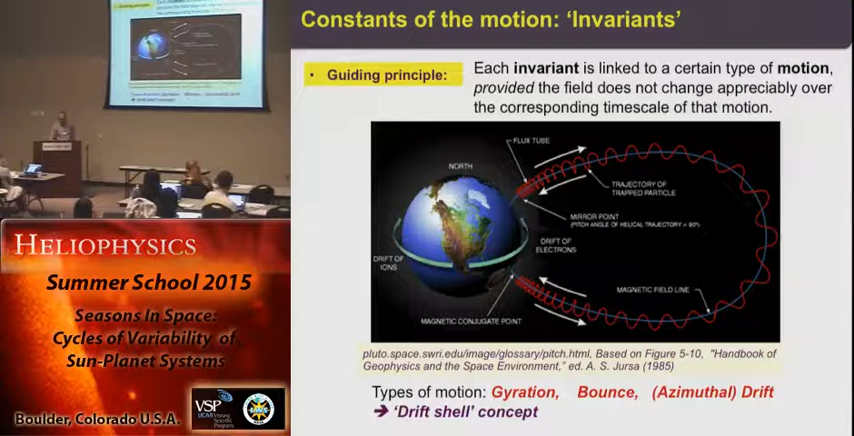 Constants of the motion: ‘Invariants’
• Guiding principle:
Each invariant is linked to a certain type of motion,
provided the field does not change appreciably over
the corresponding timescale of that motion.
FLUX TUBE
NORTH
TRAJECTORY OF
TRAPPED PARTICLE
MIRROR POINT
(PITCH ANGLE OF HELICAL TRAJECTORY = 90°)
DRIFT OF
IONS
DRIFT OF
ELECTRONS
MAGNETIC FIELD LINE
MAGNETIC CONJUGATE POINT
pluto.space.swri.edu/image/glossary/pitch.html, Based on Figure 5-10, "Handbook of
Geophysics and the Space Environment," ed. A. S. Jursa (1985)
Types of motion: Gyration, Bounce, (Azimuthal) Drift
➔ ‘Drift shell’ concept
HELIOPHYSICS
Summer School 2015
Seasons In Space:
Cycles of Variability of
Sun-Planet Systems
Boulder, Colorado U.S.A.
VSP
UCAR Visiting
Scientist
Programs